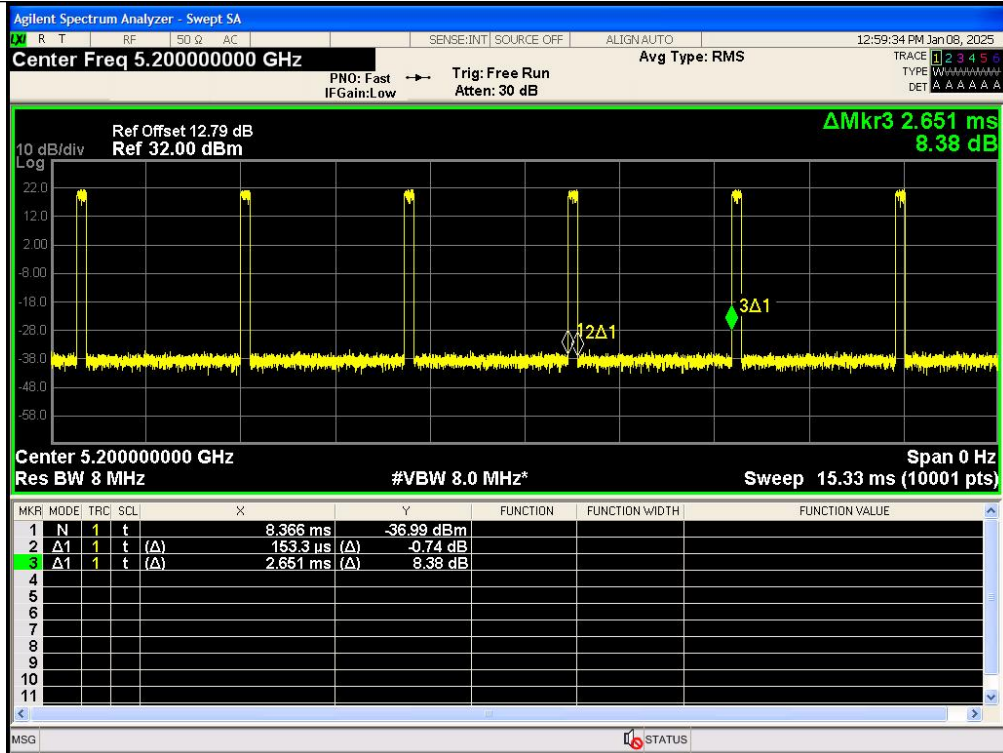 Agilent Spectrum Analyzer - Swept SA
LXI R T RF 50 Ω AC SENSE:INT SOURCE OFF ALIGN AUTO 12:59:34 PM Jan 08, 2025
Center Freq 5.200000000 GHz
PNO: Fast
IFGain:Low
Trig: Free Run
Atten: 30 dB
Avg Type: RMS
TRACE 1 2 3 4 5 6
TYPE W
DET A A A A A A
ΔMkr3 2.651 ms
8.38 dB
Ref Offset 12.79 dB
10 dB/div Ref 32.00 dBm
Log
22.0
12.0
2.00
-8.00
-18.0
-28.0
-38.0
-48.0
-58.0
3Δ1
1 2Δ1
Center 5.200000000 GHz Span 0 Hz
Res BW 8 MHz #VBW 8.0 MHz* Sweep 15.33 ms (10001 pts)
MKR MODE TRC SCL X Y FUNCTION FUNCTION WIDTH FUNCTION VALUE
1 N 1 t 8.366 ms -36.99 dBm
2 Δ1 1 t (Δ) 153.3 µs (Δ) -0.74 dB
3 Δ1 1 t (Δ) 2.651 ms (Δ) 8.38 dB
4
5
6
7
8
9
10
11
MSG STATUS